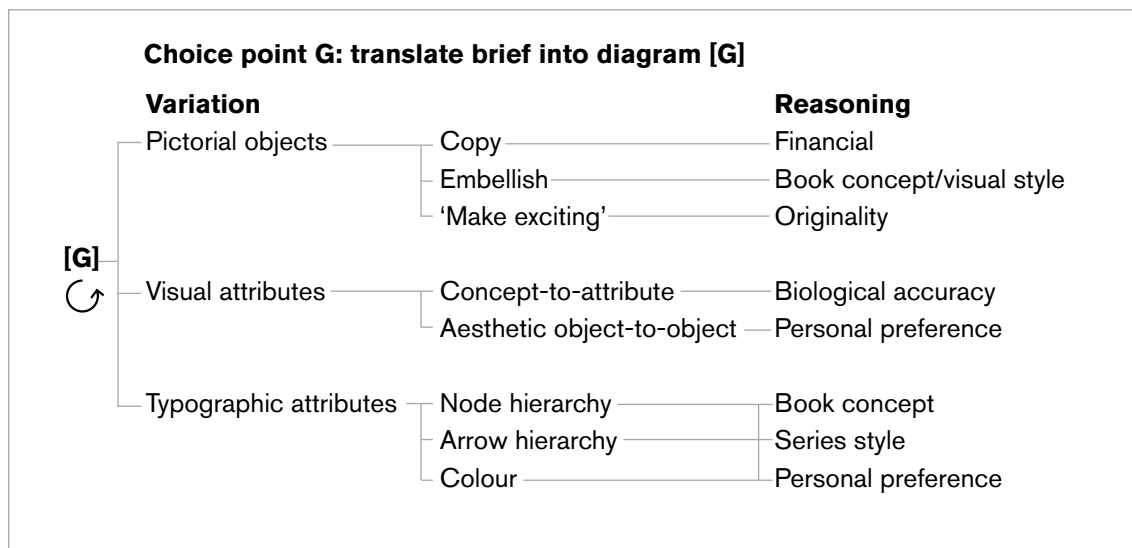 Choice point G: translate brief into diagram [G]
Variation Reasoning
Pictorial objects Copy Financial
Embellish Book concept/visual style
‘Make exciting’ Originality
[G]
Visual attributes Concept-to-attribute Biological accuracy
Aesthetic object-to-object Personal preference
Typographic attributes Node hierarchy Book concept
Arrow hierarchy Series style
Colour Personal preference